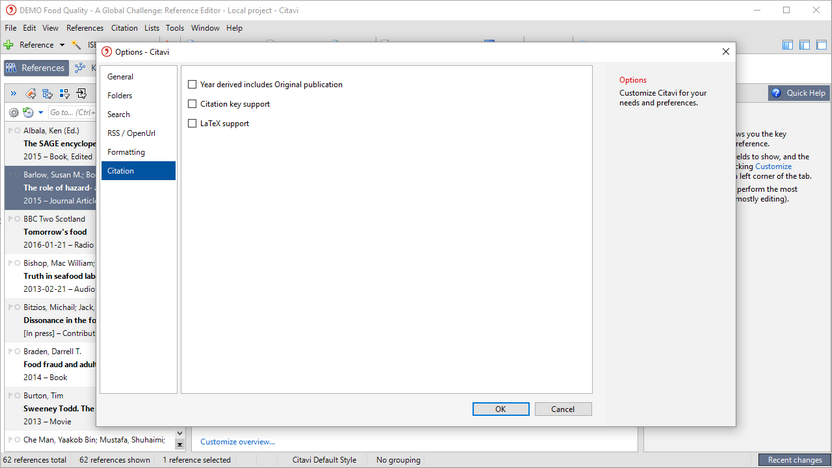 DEMO Food Quality - A Global Challenge: Reference Editor - Local project - Citavi
File Edit View References Citation Lists Tools Window Help
Reference
References
Quick Help
Go to... (Ctrl+
Albala, Ken (Ed.)
The SAGE encyclope
2015 – Book, Edited
Barlow, Susan M.; Bo
The role of hazard-
2015 – Journal Article
BBC Two Scotland
Tomorrow's food
2016-01-21 – Radio
Bishop, Mac William;
Truth in seafood lab
2013-02-21 – Audio
Bitzios, Michail; Jack,
Dissonance in the fo
[In press] – Contribut
Braden, Darrell T.
Food fraud and adul
2014 – Book
Burton, Tim
Sweeney Todd. The
2013 – Movie
Che Man, Yaakob Bin; Mustafa, Shuhaimi;
Options - Citavi
General
Folders
Search
RSS / OpenUrl
Formatting
Citation
Year derived includes Original publication
Citation key support
LaTeX support
Options
Customize Citavi for your
needs and preferences.
OK Cancel
ws you the key
reference.
elds to show, and the
cking Customize
left corner of the tab.
perform the most
mostly editing).
Customize overview...
62 references total 62 references shown 1 reference selected Citavi Default Style No grouping Recent changes